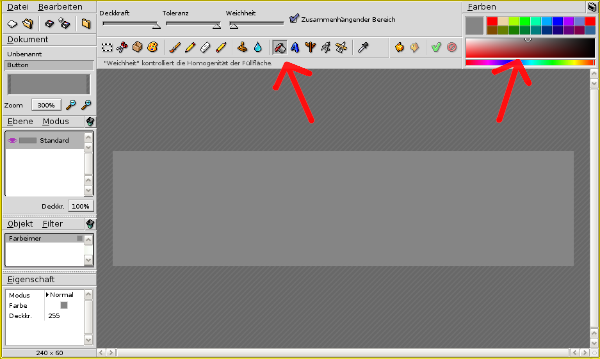 Datei Bearbeiten
Deckkraft Toleranz Weichheit Zusammenhängender Bereich
Farben
Dokument
Unbenannt
Button
"Weichheit" kontrolliert die Homogenität der Füllfläche.
Zoom 300%
Ebene Modus
Standard
Deckkr. 100%
Objekt Filter
Farbeimer
Eigenschaft
Modus Normal
Farbe
Deckkr. 255
240 x 60